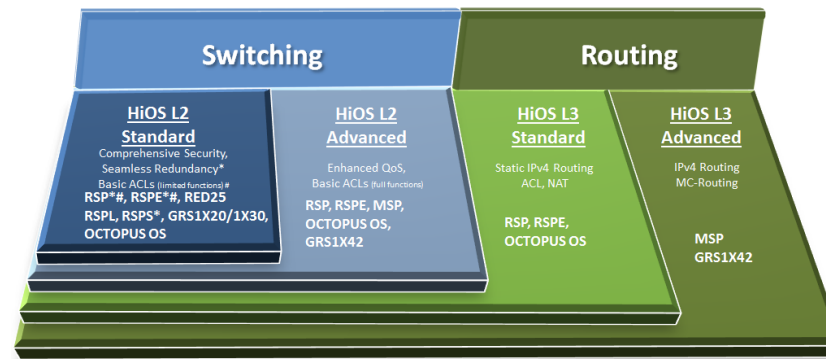 Switching
Routing
HiOS L2
Standard
Comprehensive Security,
Seamless Redundancy*
Basic ACLs (limited functions) #
RSP*#, RSPE*#, RED25
RSPL, RSPS*, GRS1X20/1X30,
OCTOPUS OS
HiOS L2
Advanced
Enhanced QoS,
Basic ACLs (full functions)
RSP, RSPE, MSP,
OCTOPUS OS,
GRS1X42
HiOS L3
Standard
Static IPv4 Routing
ACL, NAT
RSP, RSPE,
OCTOPUS OS
HiOS L3
Advanced
IPv4 Routing
MC-Routing
MSP
GRS1X42